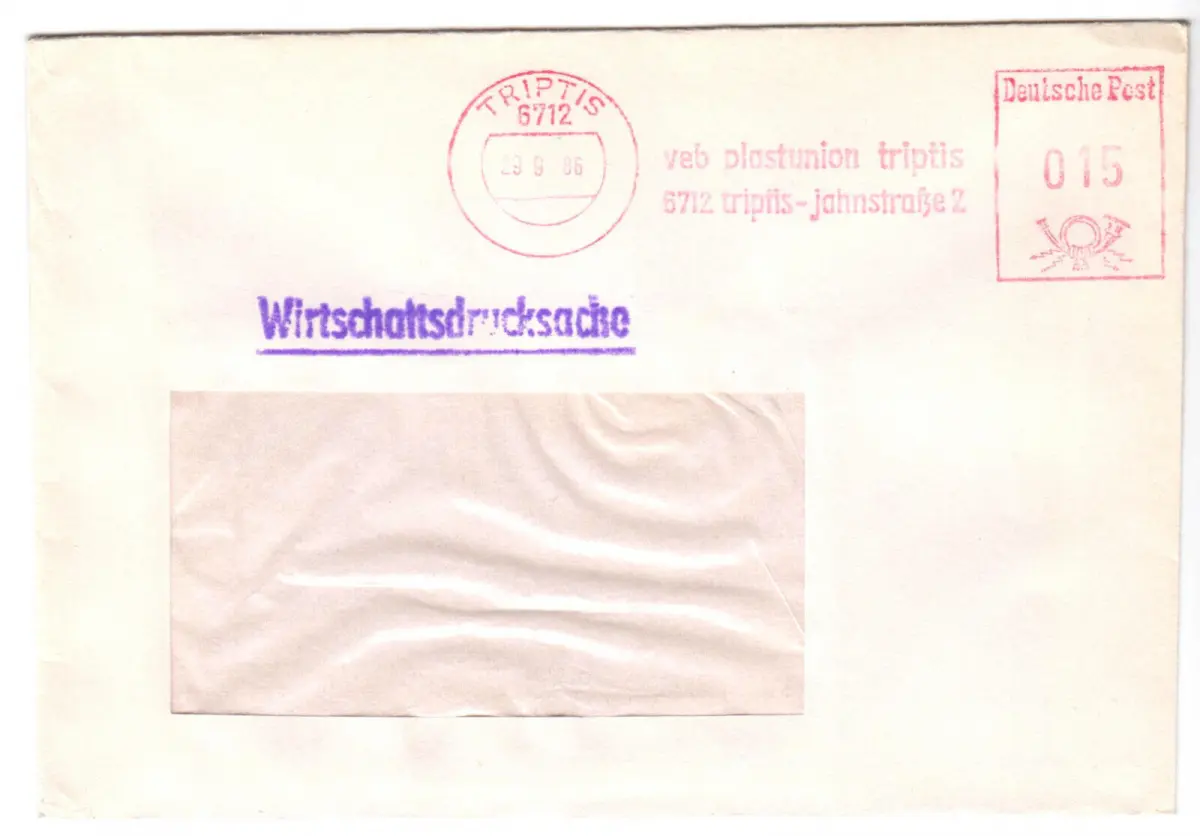 TRIPTIS
6712
29 9 86
veb plastunion triptis
6712 triptis-jahnstraße 2
Deutsche Post
015
Wirtschaftsdrucksache